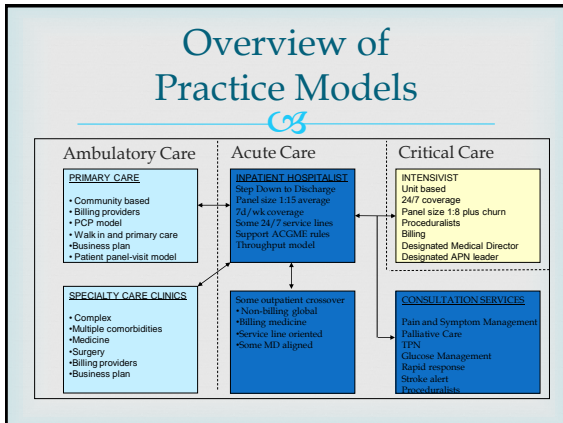 Overview of
Practice Models
Ambulatory Care
Acute Care
Critical Care
PRIMARY CARE
• Community based
• Billing providers
• PCP model
• Walk in and primary care
•Business plan
• Patient panel-visit model
INPATIENT HOSPITALIST
Step Down to Discharge
Panel size 1:15 average
7d/wk coverage
Some 24/7 service lines
Support ACGME rules
Throughput model
INTENSIVIST
Unit based
24/7 coverage
Panel size 1:8 plus churn
Proceduralists
Billing
Designated Medical Director
Designated APN leader
SPECIALTY CARE CLINICS
• Complex
• Multiple comorbidities
• Medicine
• Surgery
• Billing providers
• Business plan
Some outpatient crossover
• Non-billing global
•Billing medicine
•Service line oriented
•Some MD aligned
CONSULTATION SERVICES
Pain and Symptom Management
Palliative Care
TPN
Glucose Management
Rapid response
Stroke alert
Proceduralists